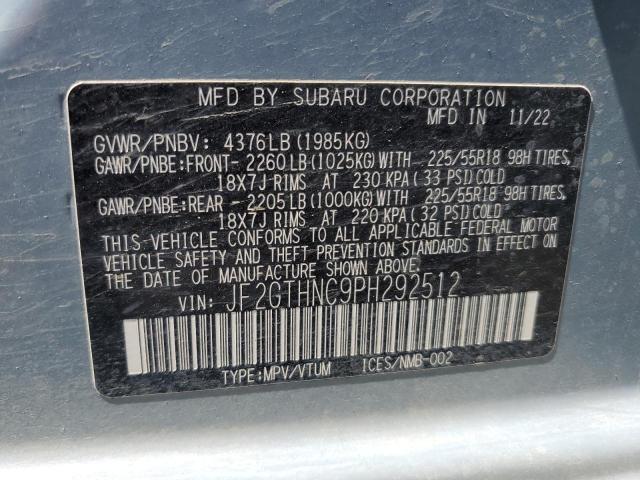 MFD BY SUBARU CORPORATION
MFD IN 11/22
GVWR/PNBV: 4376LB (1985KG)
GAWR/PNBE:FRONT- 2260LB (1025KG) WITH 225/55R18 98H TIRES,
18X7J RIMS AT 230 KPA (33 PSI) COLD
GAWR/PNBE:REAR - 2205LB (1000KG) WITH 225/55R18 98H TIRES,
18X7J RIMS AT 220 KPA (32 PSI) COLD
THIS VEHICLE CONFORMS TO ALL APPLICABLE FEDERAL MOTOR
VEHICLE SAFETY AND THEFT PREVENTION STANDARDS IN EFFECT ON
THE DATE OF MANUFACTURE SHOWN ABOVE.
VIN: JF2GTHNC9PH292512
TYPE:MPV/VTUM ICES/NMB-002